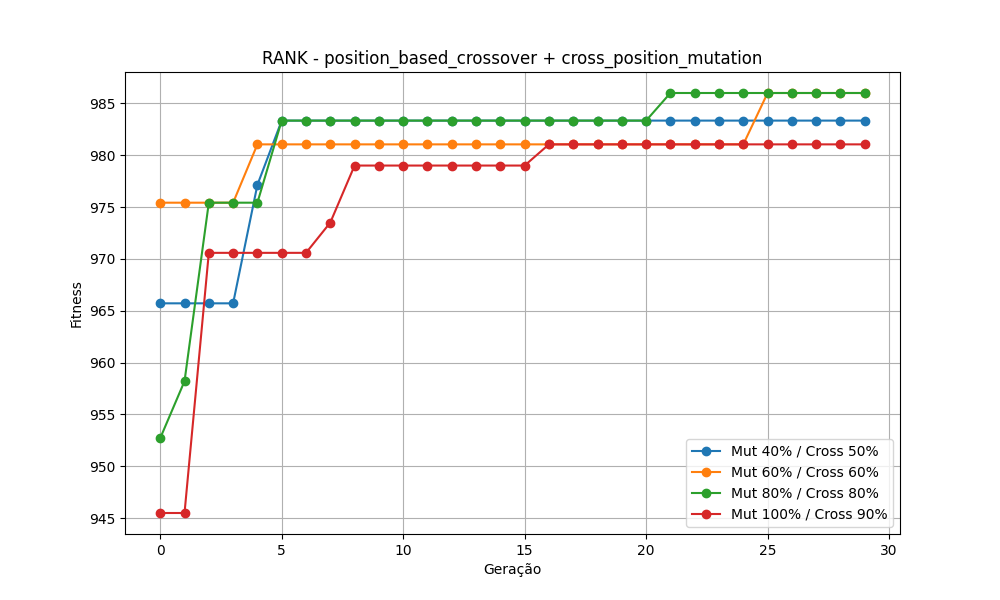 RANK - position_based_crossover + cross_position_mutation
Fitness
985
980
975
970
965
960
955
950
945
0 5 10 15 20 25 30
Geração
Mut 40% / Cross 50%
Mut 60% / Cross 60%
Mut 80% / Cross 80%
Mut 100% / Cross 90%